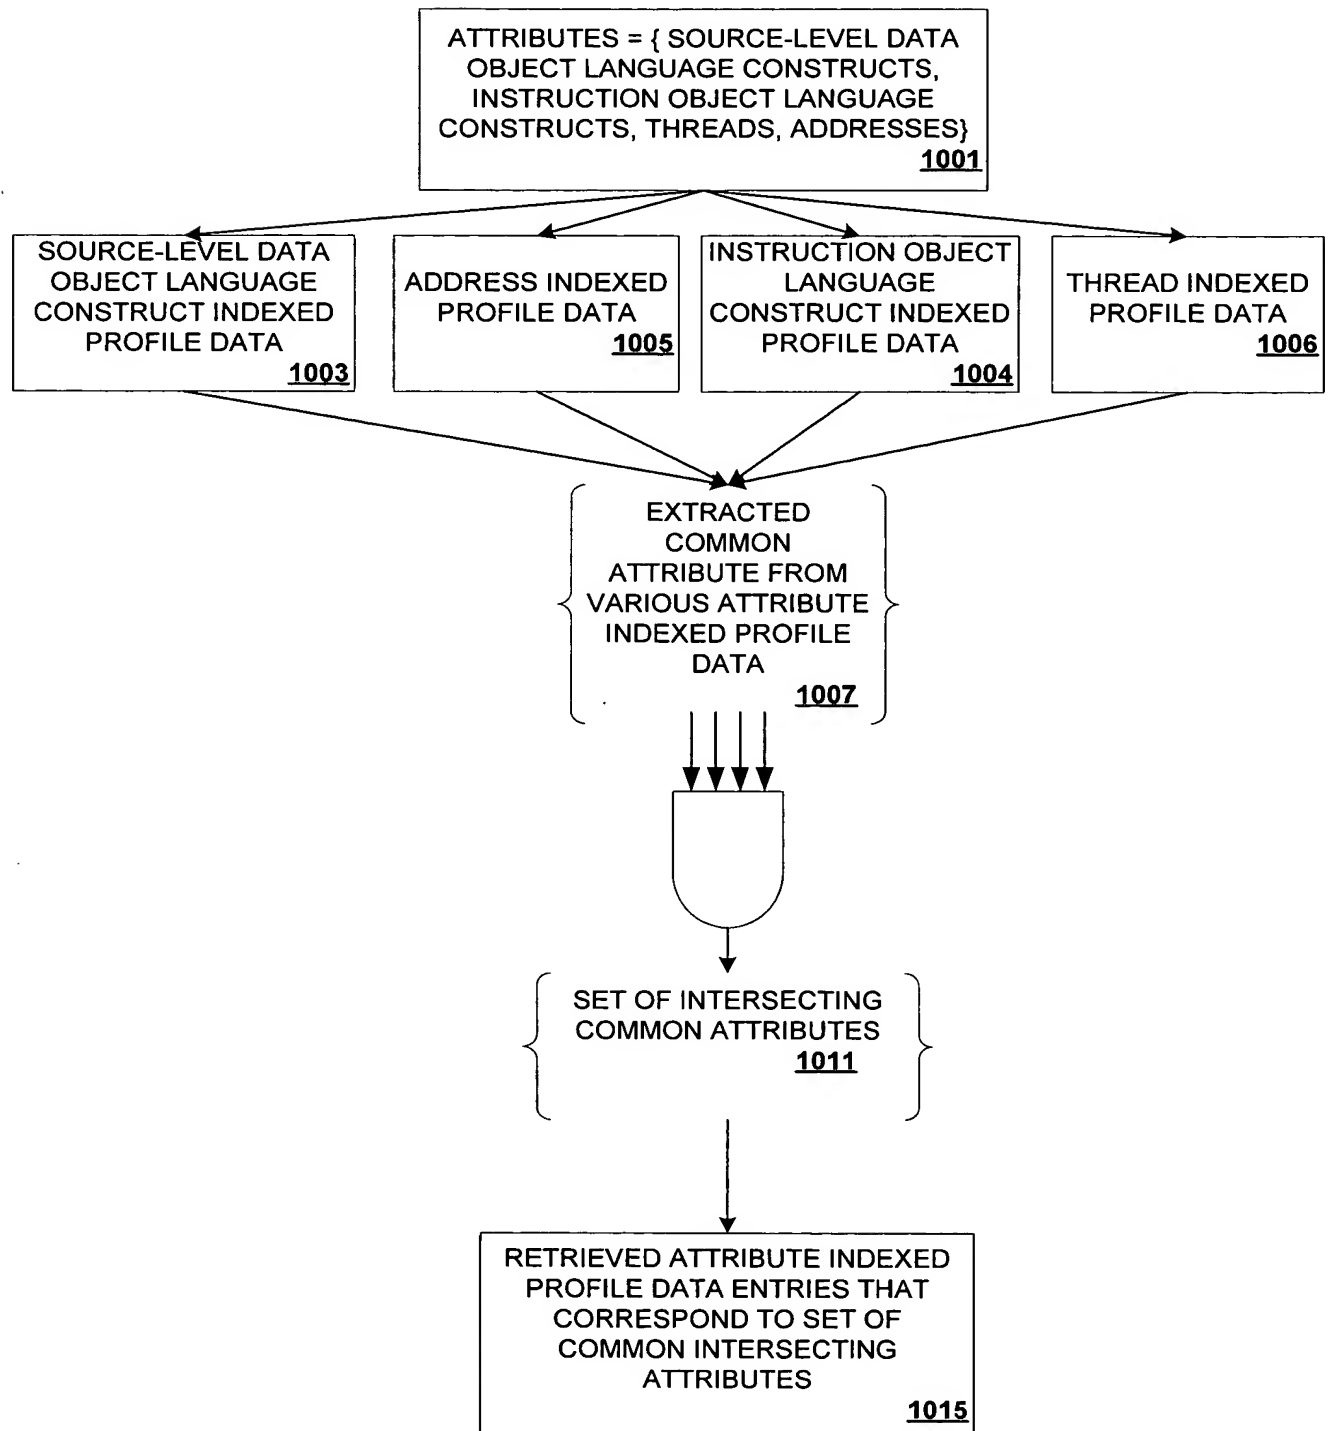 ATTRIBUTES = { SOURCE-LEVEL DATA
OBJECT LANGUAGE CONSTRUCTS,
INSTRUCTION OBJECT LANGUAGE
CONSTRUCTS, THREADS, ADDRESSES}
1001
SOURCE-LEVEL DATA
OBJECT LANGUAGE
CONSTRUCT INDEXED
PROFILE DATA
1003
ADDRESS INDEXED
PROFILE DATA
1005
INSTRUCTION OBJECT
LANGUAGE
CONSTRUCT INDEXED
PROFILE DATA
1004
THREAD INDEXED
PROFILE DATA
1006
EXTRACTED
COMMON
ATTRIBUTE FROM
VARIOUS ATTRIBUTE
INDEXED PROFILE
DATA
1007
SET OF INTERSECTING
COMMON ATTRIBUTES
1011
RETRIEVED ATTRIBUTE INDEXED
PROFILE DATA ENTRIES THAT
CORRESPOND TO SET OF
COMMON INTERSECTING
ATTRIBUTES
1015